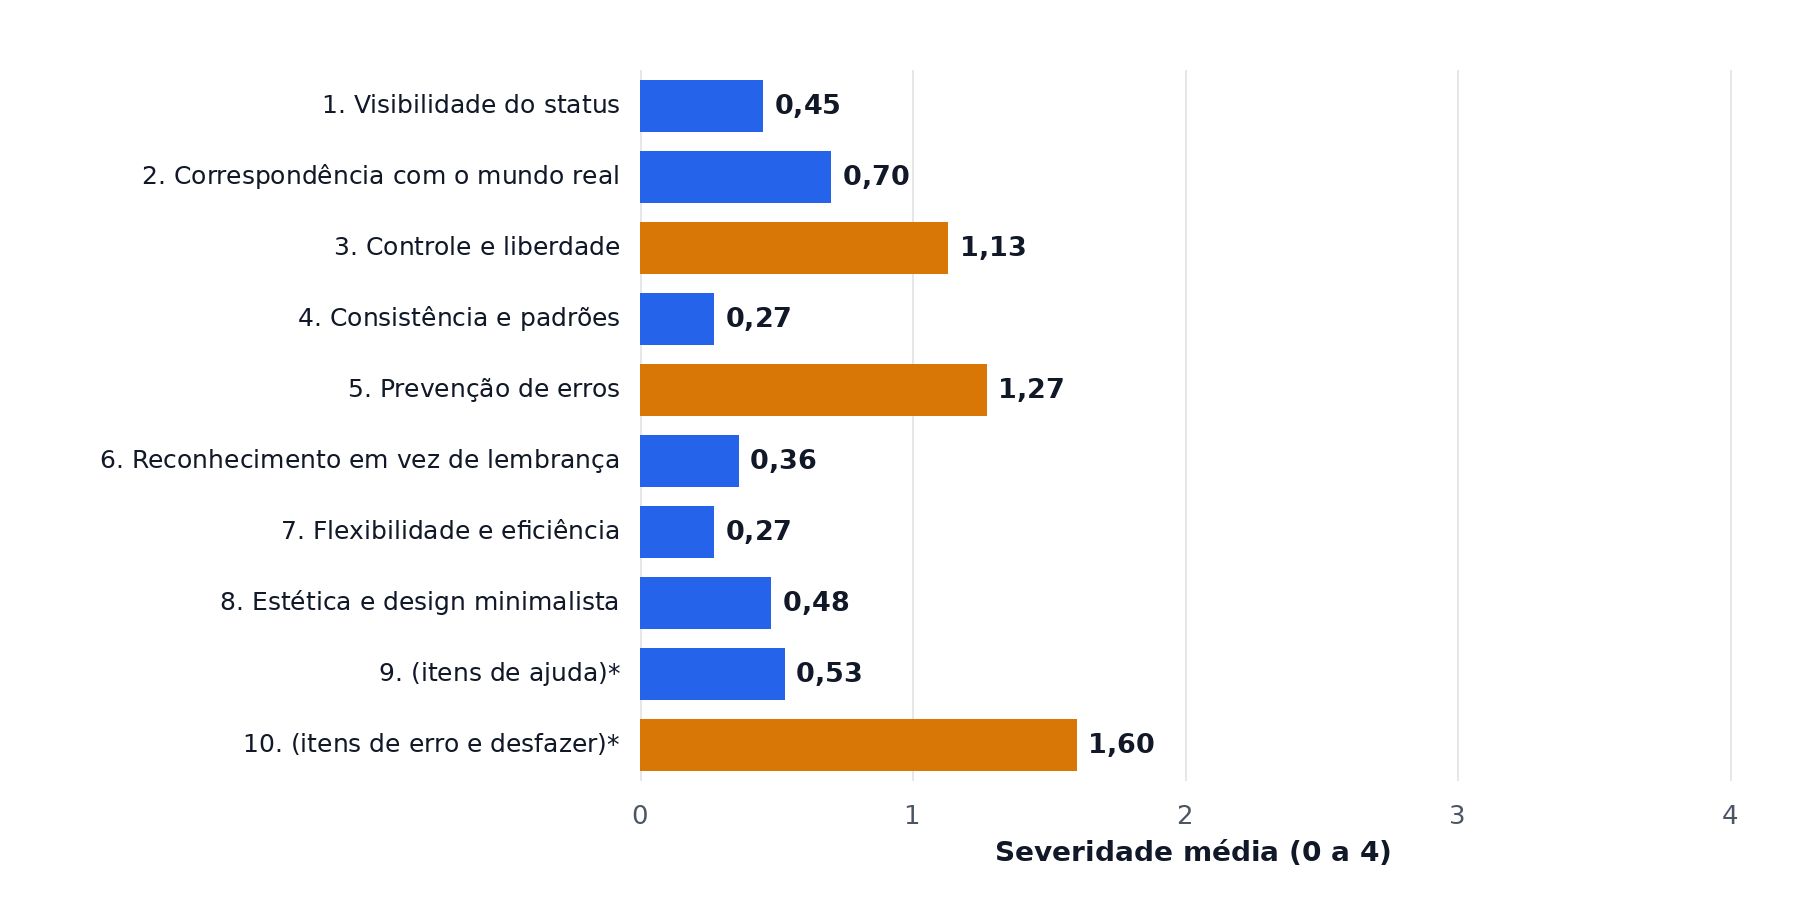 1. Visibilidade do status 0,45
2. Correspondência com o mundo real 0,70
3. Controle e liberdade 1,13
4. Consistência e padrões 0,27
5. Prevenção de erros 1,27
6. Reconhecimento em vez de lembrança 0,36
7. Flexibilidade e eficiência 0,27
8. Estética e design minimalista 0,48
9. (itens de ajuda)* 0,53
10. (itens de erro e desfazer)* 1,60
0 1 2 3 4
Severidade média (0 a 4)